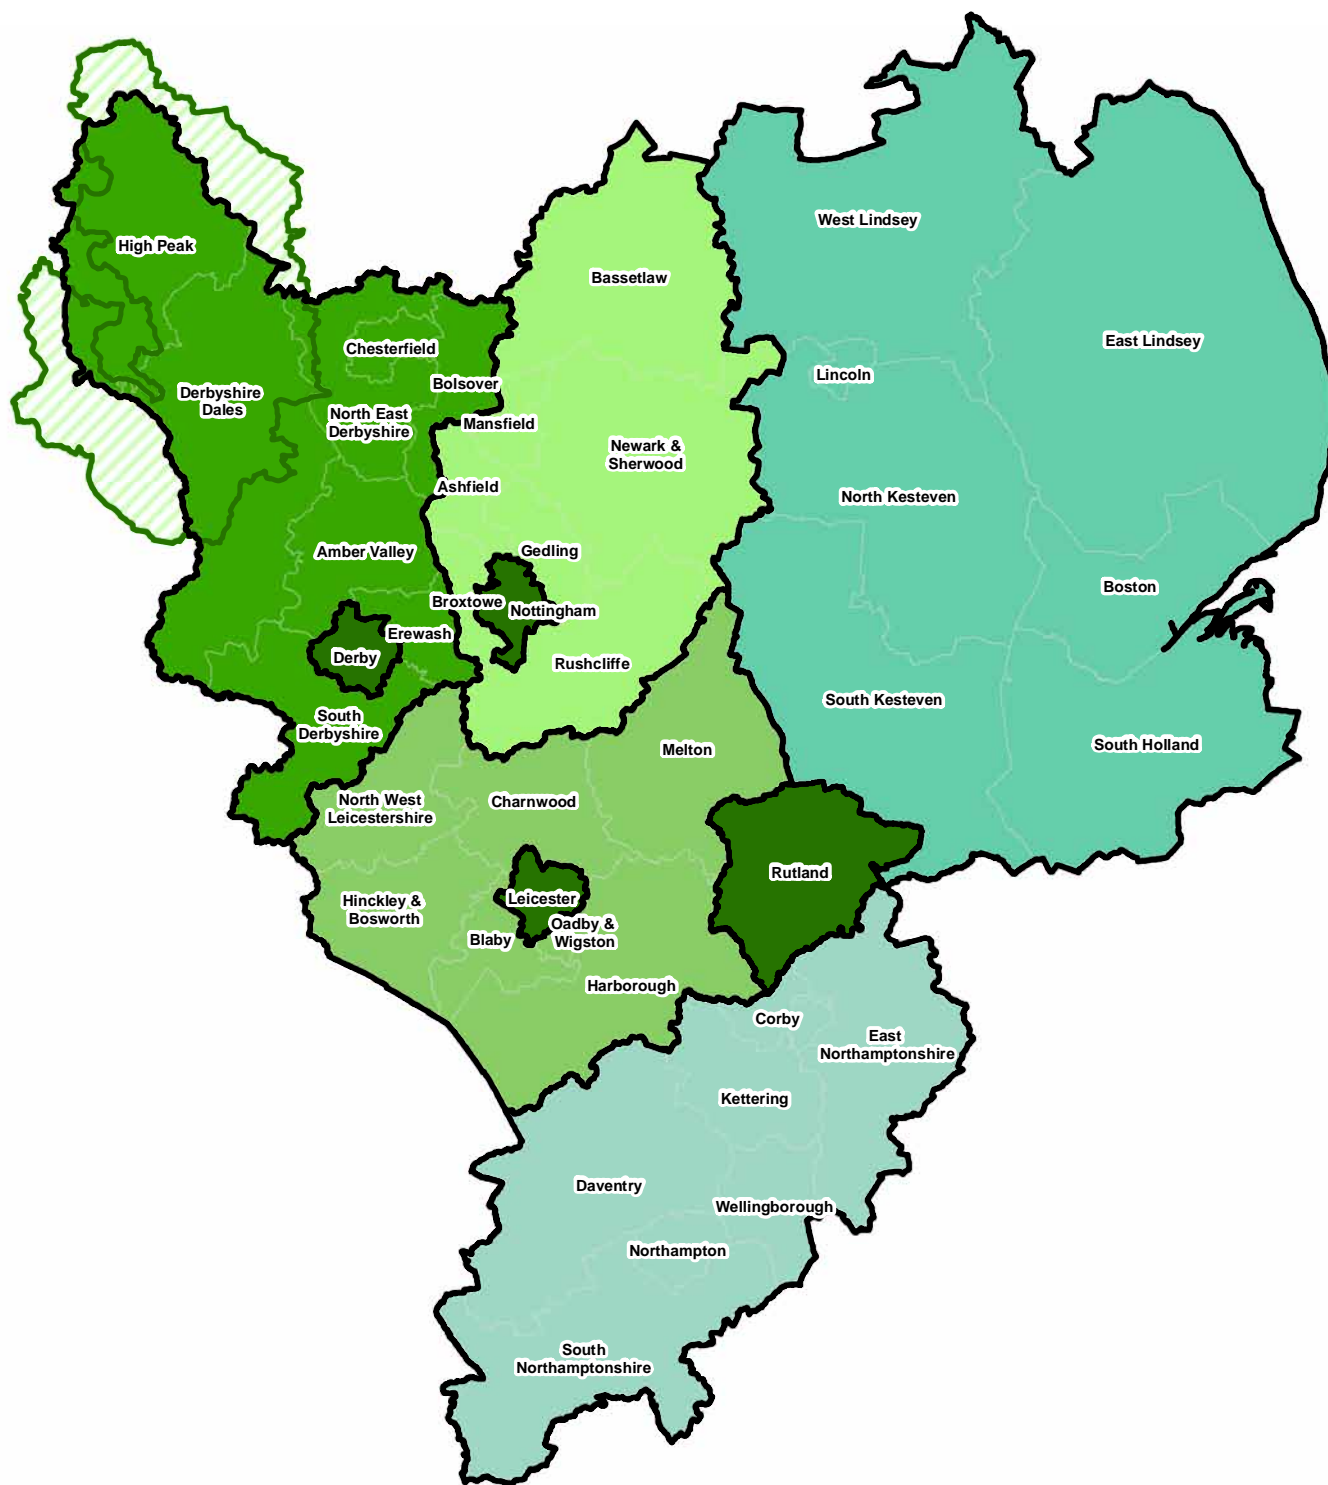 West Lindsey
High Peak
Bassetlaw
East Lindsey
Chesterfield
Lincoln
Bolsover
Derbyshire
Dales
North East
Derbyshire
Mansfield
Newark &
Sherwood
Ashfield
North Kesteven
Amber Valley
Gedling
Boston
Broxtowe
Nottingham
Erewash
Derby
Rushcliffe
South Kesteven
South
Derbyshire
South Holland
Melton
North West
Leicestershire
Charnwood
Rutland
Hinckley &
Bosworth
Leicester
Oadby &
Wigston
Blaby
Harborough
Corby
East
Northamptonshire
Kettering
Daventry
Wellingborough
Northampton
South
Northamptonshire